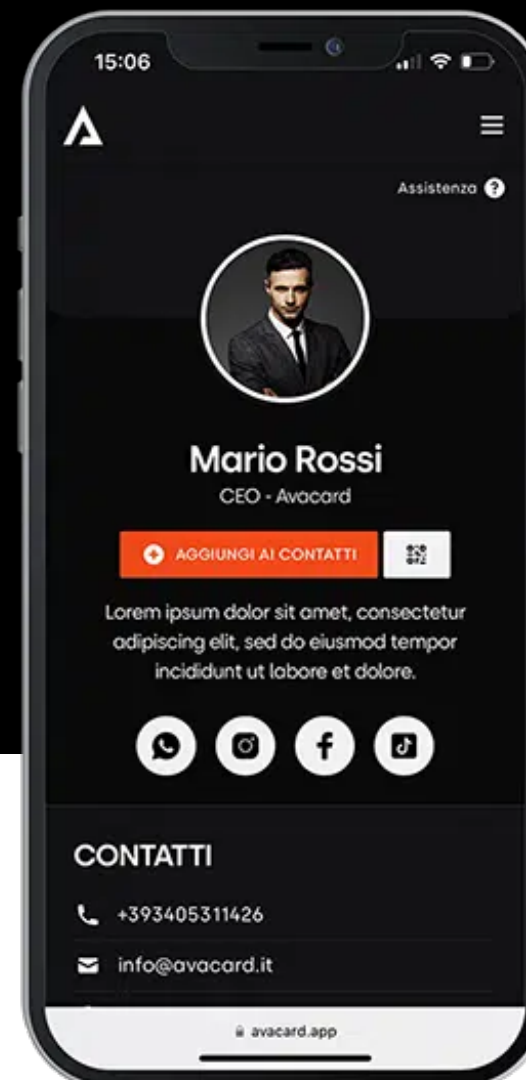 15:06
Assistenza
Mario Rossi
CEO - Avacard
AGGIUNGI AI CONTATTI
Lorem ipsum dolor sit amet, consectetur
adipiscing elit, sed do eiusmod tempor
incididunt ut labore et dolore.
CONTATTI
+393405311426
info@avacard.it
avacard.app